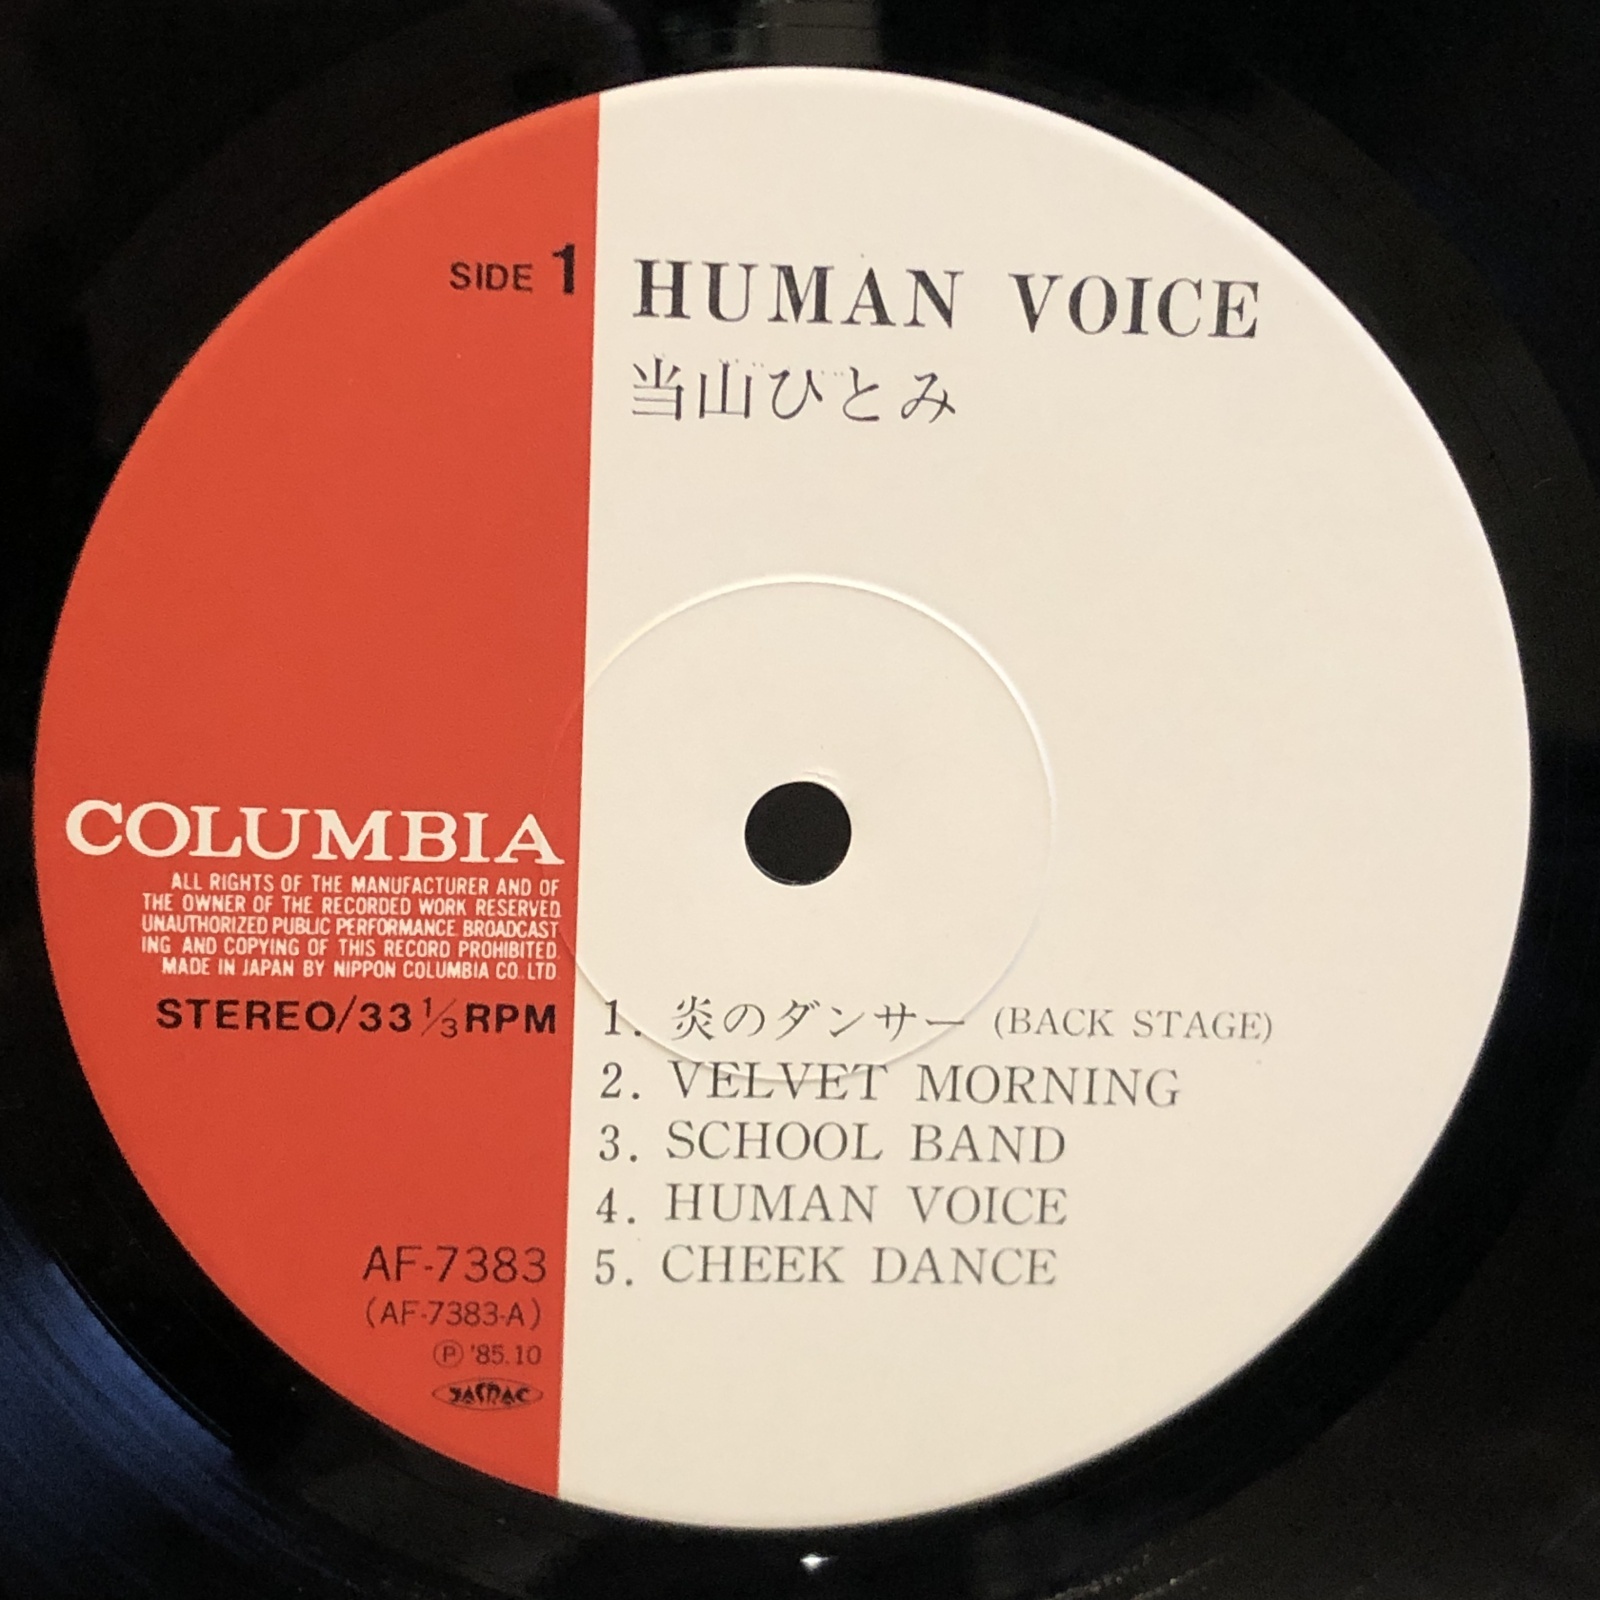 SIDE 1
HUMAN VOICE
当山ひとみ
COLUMBIA
ALL RIGHTS OF THE MANUFACTURER AND OF
THE OWNER OF THE RECORDED WORK RESERVED
UNAUTHORIZED PUBLIC PERFORMANCE BROADCAST
ING AND COPYING OF THIS RECORD PROHIBITED.
MADE IN JAPAN BY NIPPON COLUMBIA CO.,LTD.
STEREO/33⅓RPM
1. 炎のダンサー (BACK STAGE)
2. VELVET MORNING
3. SCHOOL BAND
4. HUMAN VOICE
5. CHEEK DANCE
AF-7383
(AF-7383-A)
Ⓟ '85.10
JASRAC